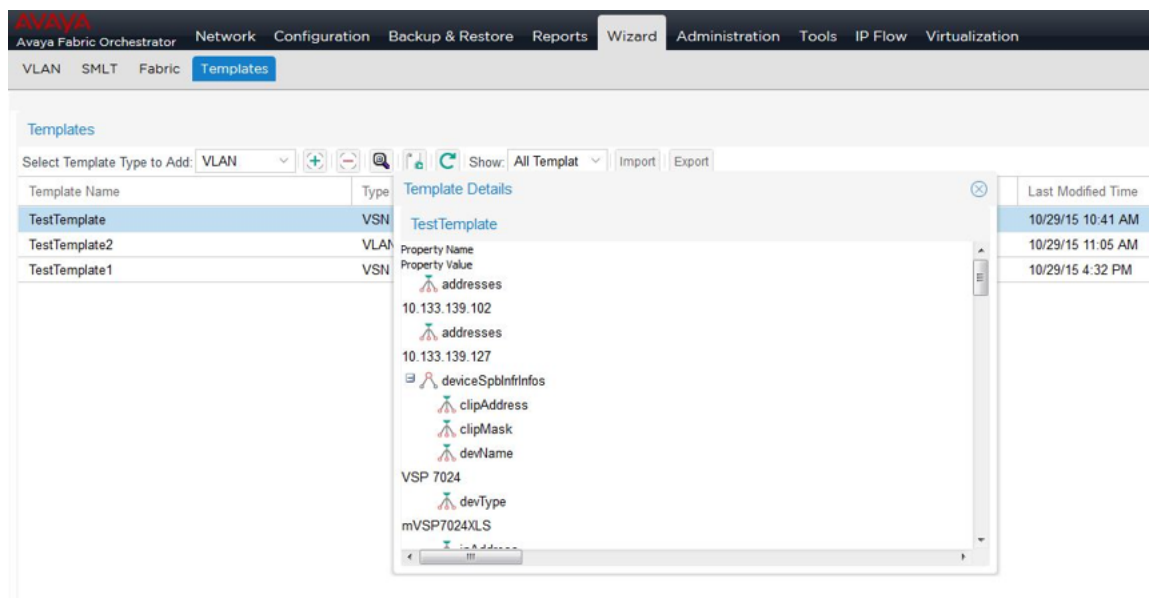 AVAYA
Avaya Fabric Orchestrator Network Configuration Backup & Restore Reports Wizard Administration Tools IP Flow Virtualization
VLAN SMLT Fabric Templates
Templates
Select Template Type to Add: VLAN Show: All Templat Import Export
Template Name Type Last Modified Time
TestTemplate VSN 10/29/15 10:41 AM
TestTemplate2 VLAN 10/29/15 11:05 AM
TestTemplate1 VSN 10/29/15 4:32 PM
Template Details
TestTemplate
Property Name
Property Value
addresses
10.133.139.102
addresses
10.133.139.127
deviceSpbInfrInfos
clipAddress
clipMask
devName
VSP 7024
devType
mVSP7024XLS